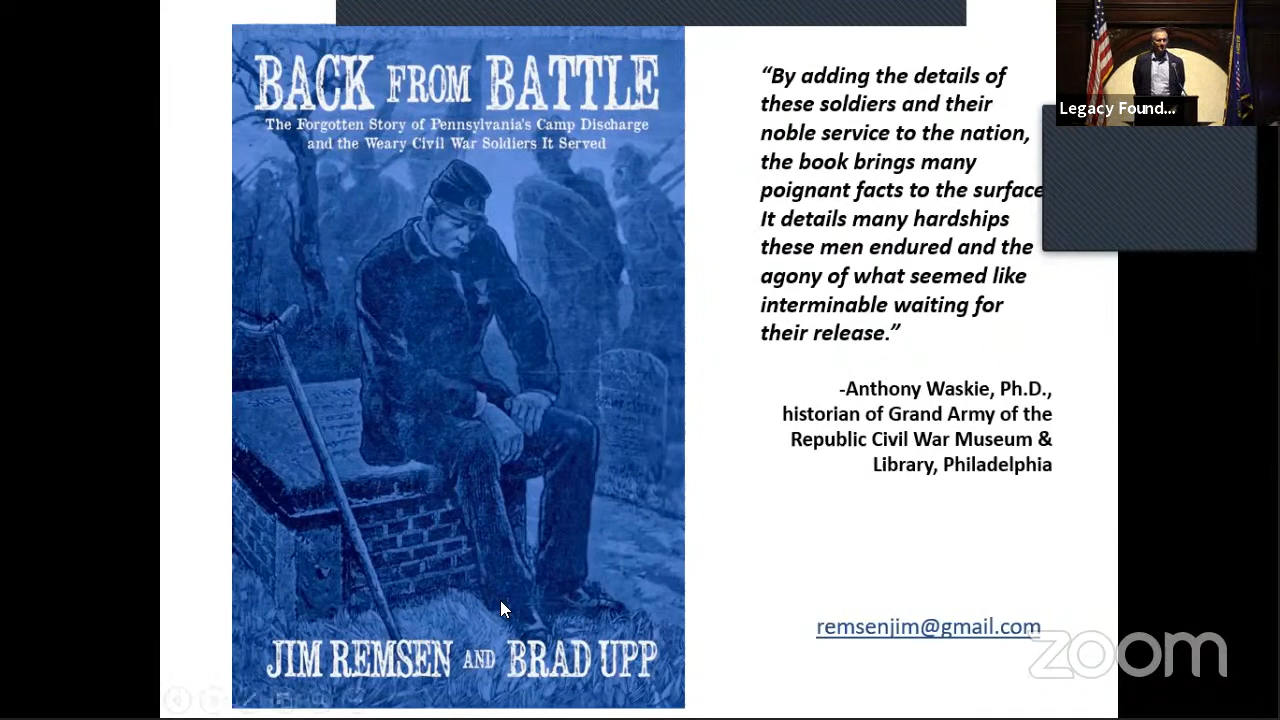 BACK FROM BATTLE
The Forgotten Story of Pennsylvania's Camp Discharge
and the Weary Civil War Soldiers It Served
JIM REMSEN AND BRAD UPP
“By adding the details of
these soldiers and their
noble service to the nation,
the book brings many
poignant facts to the surface
It details many hardships
these men endured and the
agony of what seemed like
interminable waiting for
their release.”
-Anthony Waskie, Ph.D.,
historian of Grand Army of the
Republic Civil War Museum &
Library, Philadelphia
remsenjim@gmail.com
Legacy Found...
zoom